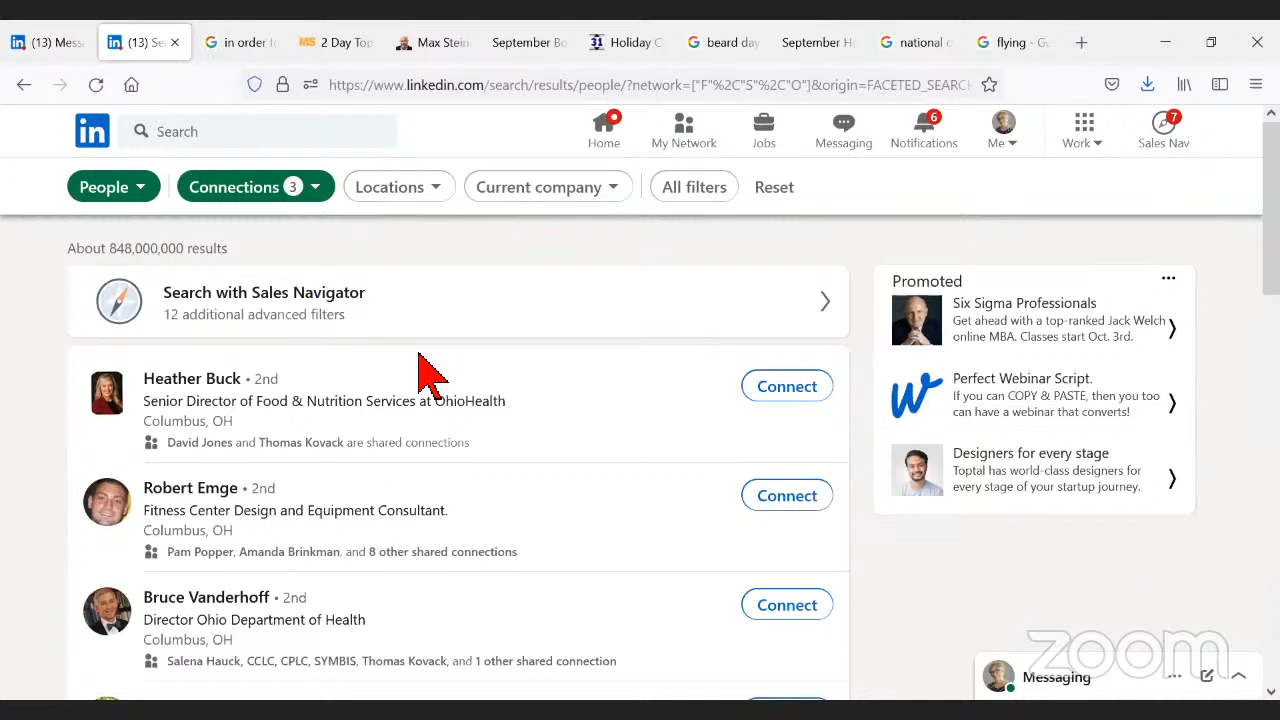 (13) Mess
(13) Sea
in order t
MS 2 Day Top
Max Stein
September Bo
31 Holiday C
beard day
September H
national c
flying - Go
https://www.linkedin.com/search/results/people/?network=["F"%2C"S"%2C"O"]&origin=FACETED_SEARC
in
Search
Home
My Network
Jobs
Messaging
6
Notifications
Me
Work
7
Sales Nav
People
Connections 3
Locations
Current company
All filters
Reset
About 848,000,000 results
Search with Sales Navigator
12 additional advanced filters
Heather Buck • 2nd
Senior Director of Food & Nutrition Services at OhioHealth
Columbus, OH
David Jones and Thomas Kovack are shared connections
Connect
Robert Emge • 2nd
Fitness Center Design and Equipment Consultant.
Columbus, OH
Pam Popper, Amanda Brinkman, and 8 other shared connections
Connect
Bruce Vanderhoff • 2nd
Director Ohio Department of Health
Columbus, OH
Salena Hauck, CCLC, CPLC, SYMBIS, Thomas Kovack, and 1 other shared connection
Connect
Promoted
Six Sigma Professionals
Get ahead with a top-ranked Jack Welch
online MBA. Classes start Oct. 3rd.
Perfect Webinar Script.
If you can COPY & PASTE, then you too
can have a webinar that converts!
Designers for every stage
Toptal has world-class designers for
every stage of your startup journey.
zoom
Messaging